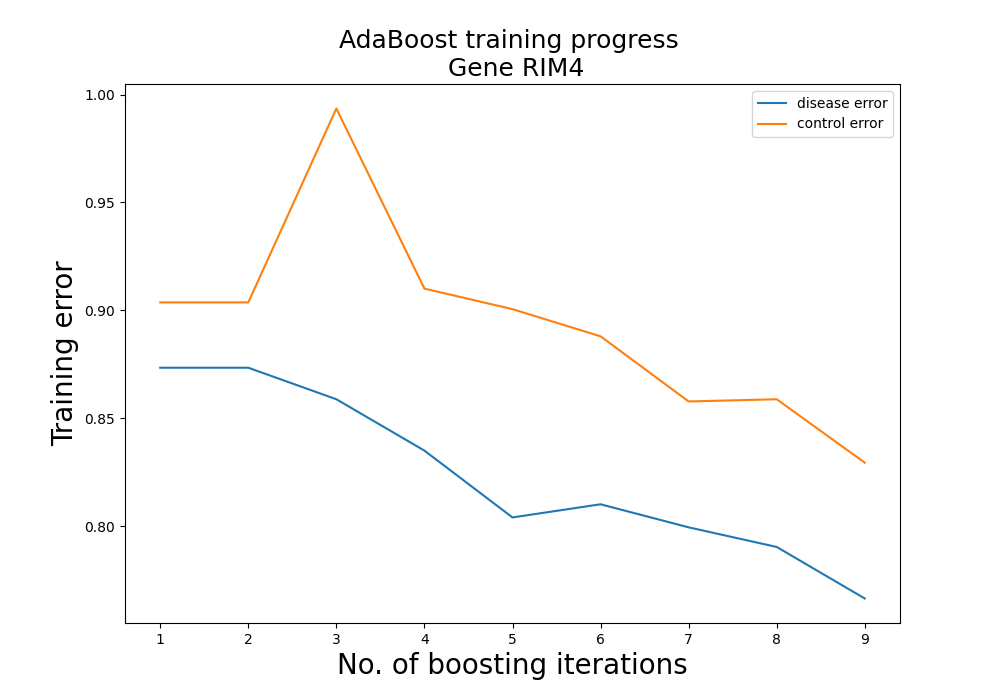 AdaBoost training progress
Gene RIM4
disease error
control error
1.00
0.95
0.90
0.85
0.80
Training error
1 2 3 4 5 6 7 8 9
No. of boosting iterations